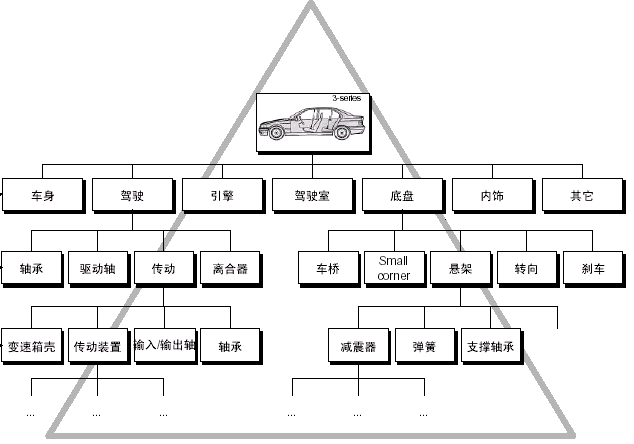 3-series
车身
驾驶
引擎
驾驶室
底盘
内饰
其它
轴承
驱动轴
传动
离合器
车桥
Small
corner
悬架
转向
刹车
变速箱壳
传动装置
输入/输出轴
轴承
减震器
弹簧
支撑轴承
...
...
...
...
...
...